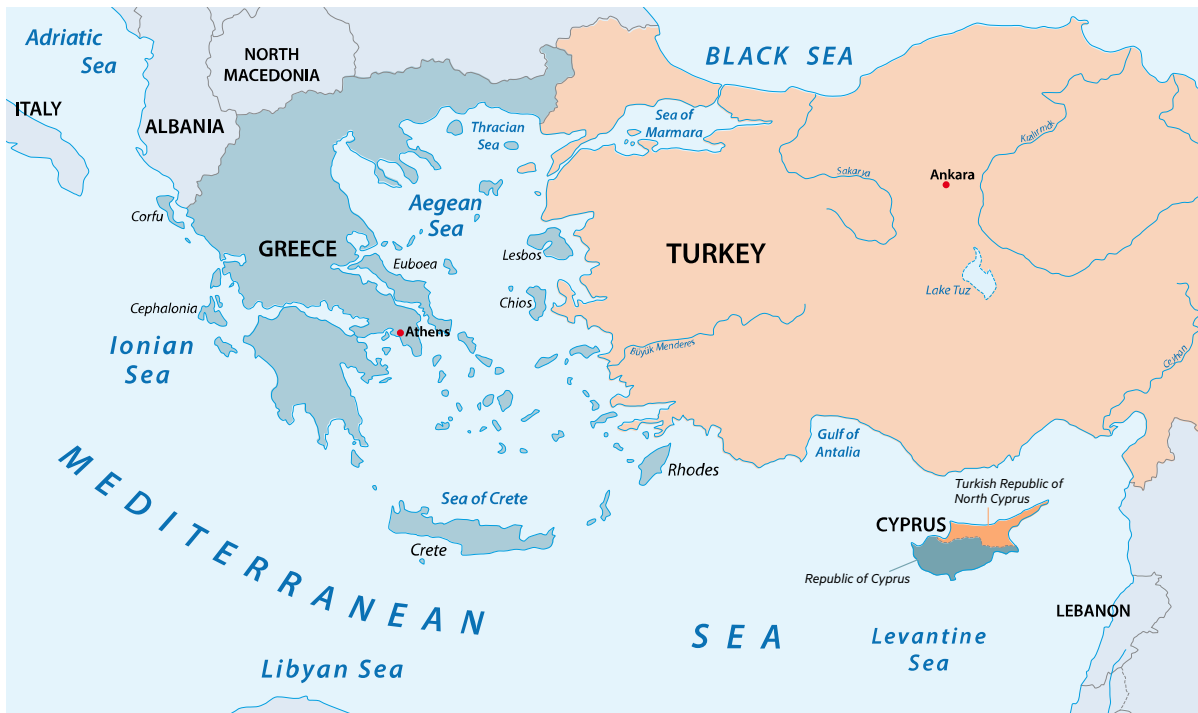 Adriatic
Sea
NORTH
MACEDONIA
BLACK SEA
ITALY
ALBANIA
Thracian
Sea
Sea of
Marmara
Kızılırmak
Sakarya
Ankara
Corfu
Aegean
Sea
GREECE
Euboea
Lesbos
TURKEY
Lake Tuz
Cephalonia
Chios
Athens
Ionian
Sea
Büyük Menderes
Ceihan
Gulf of
Antalia
Rhodes
MEDITERRANEAN
SEA
Sea of Crete
Crete
Turkish Republic of
North Cyprus
CYPRUS
Republic of Cyprus
LEBANON
Levantine
Sea
Libyan Sea